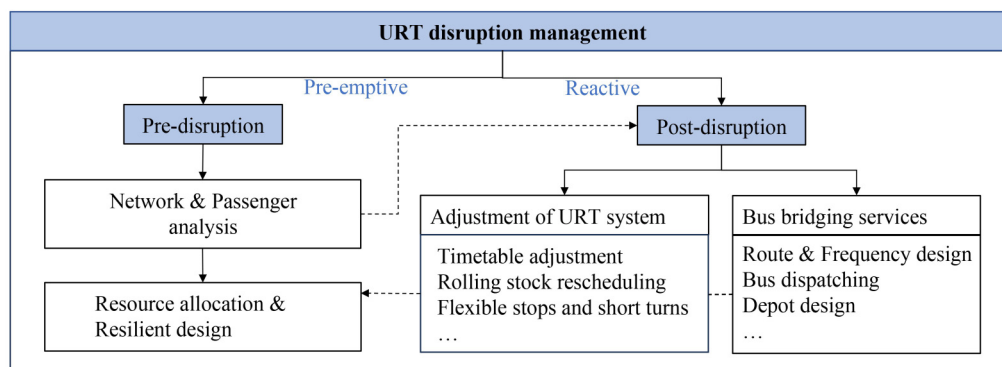 URT disruption management
Pre-emptive
Reactive
Pre-disruption
Post-disruption
Network & Passenger
analysis
Resource allocation &
Resilient design
Adjustment of URT system
Timetable adjustment
Rolling stock rescheduling
Flexible stops and short turns
…
Bus bridging services
Route & Frequency design
Bus dispatching
Depot design
…